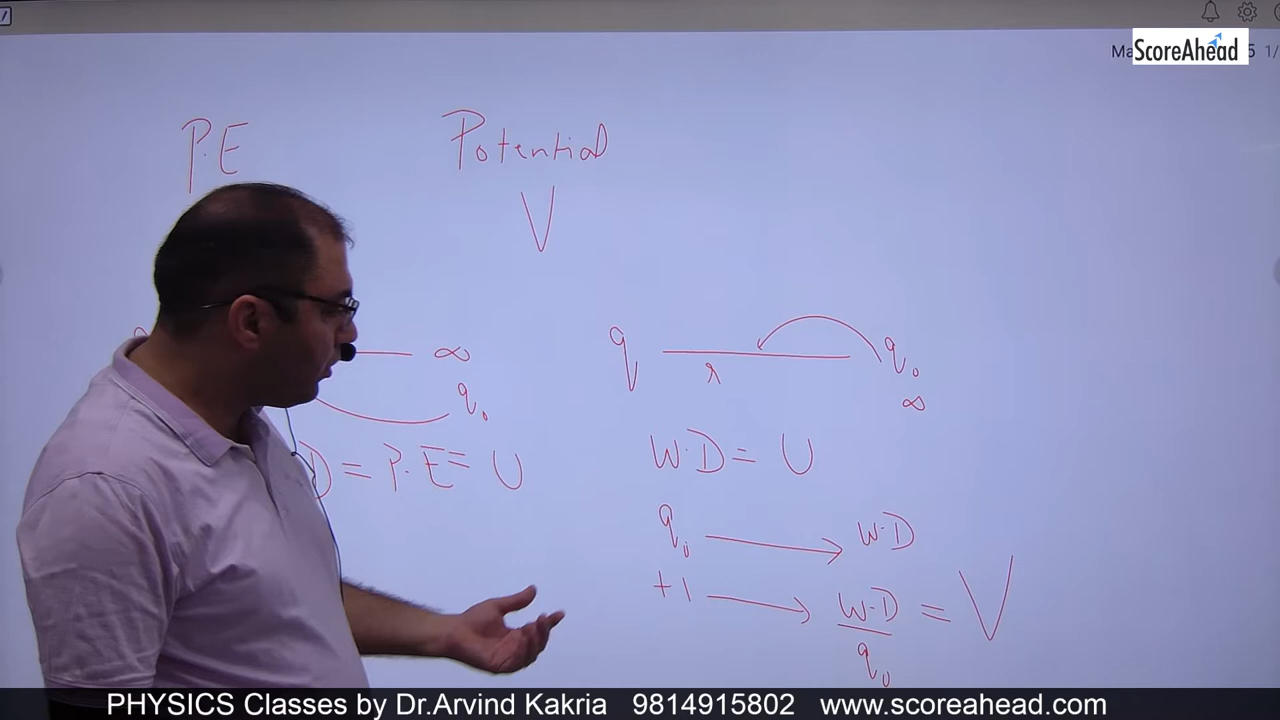 ScoreAhead
P.E Potential
V
∞
q₀
D = P.E = U
q r q₀
∞
W.D = U
q₀ → W.D
+1 → W.D/q₀ = V
PHYSICS Classes by Dr.Arvind Kakria 9814915802 www.scoreahead.com